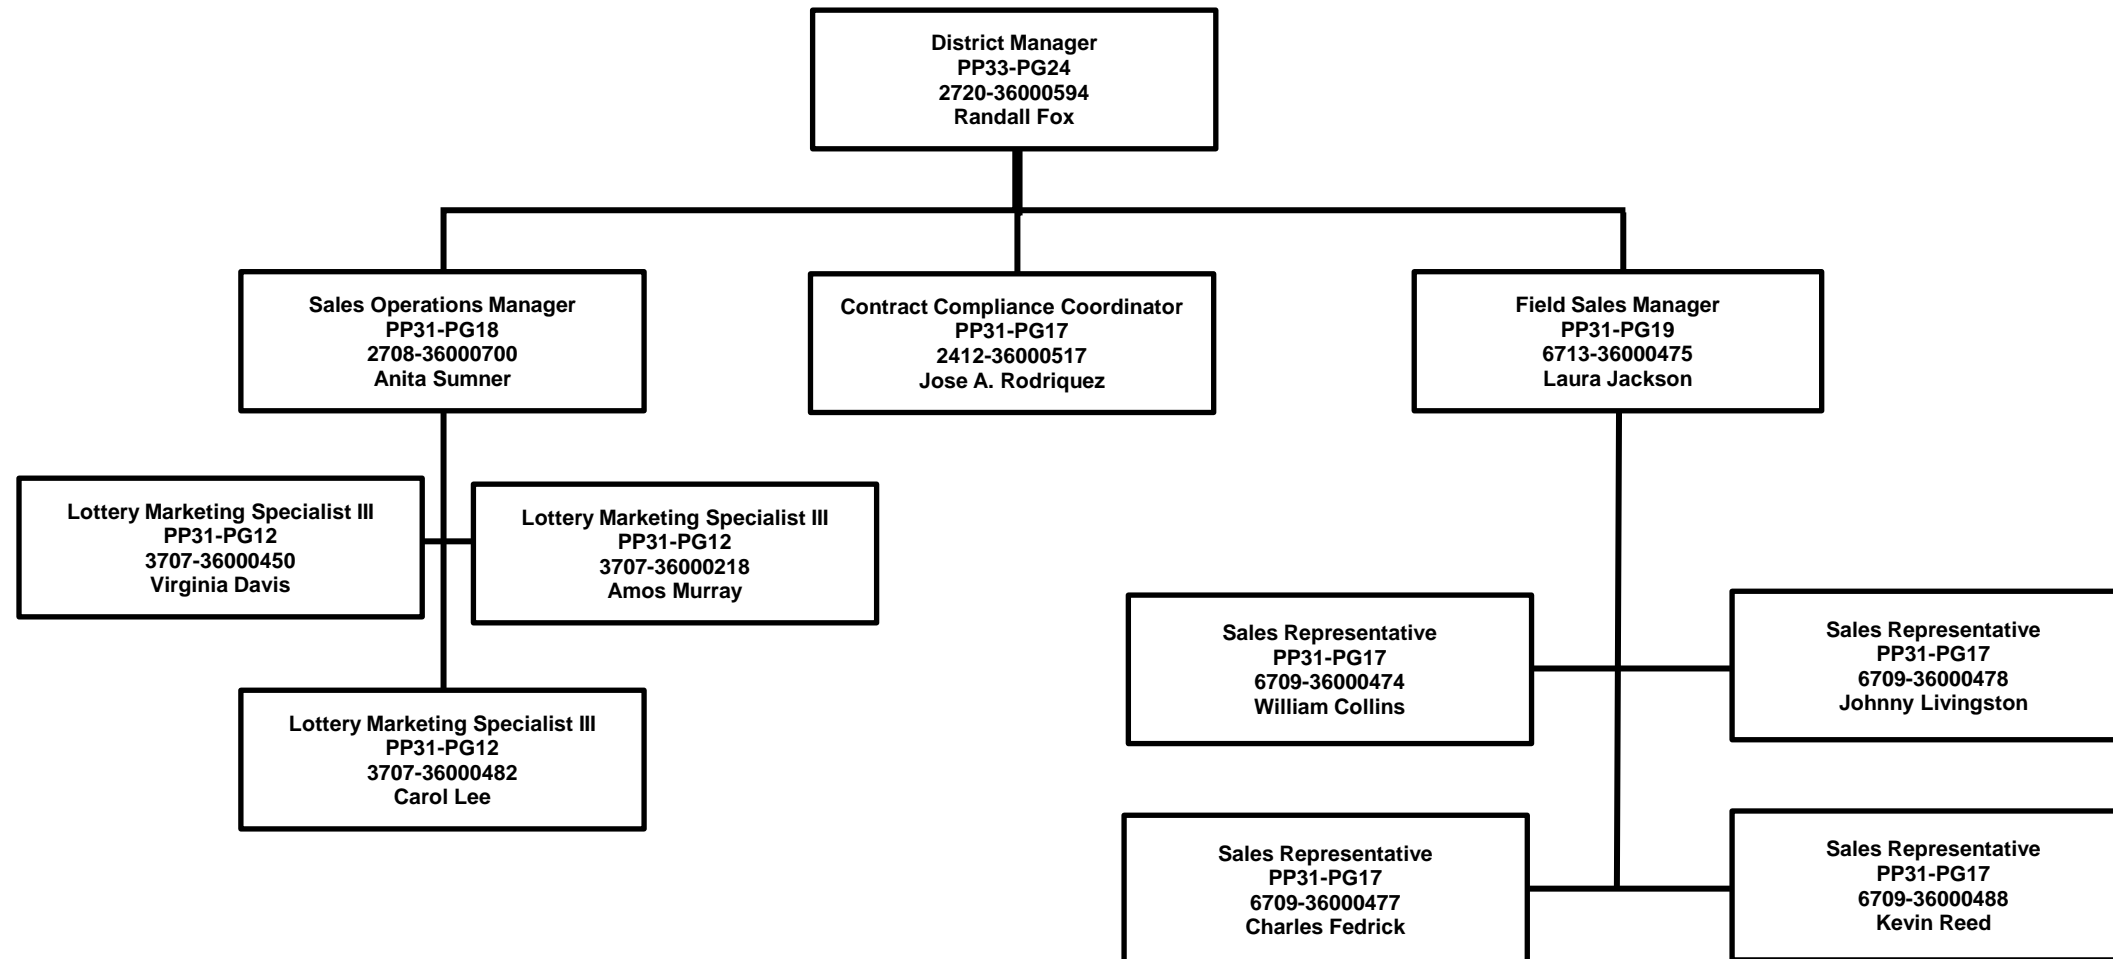 District Manager
PP33-PG24
2720-36000594
Randall Fox
Sales Operations Manager
PP31-PG18
2708-36000700
Anita Sumner
Contract Compliance Coordinator
PP31-PG17
2412-36000517
Jose A. Rodriquez
Field Sales Manager
PP31-PG19
6713-36000475
Laura Jackson
Lottery Marketing Specialist III
PP31-PG12
3707-36000450
Virginia Davis
Lottery Marketing Specialist III
PP31-PG12
3707-36000218
Amos Murray
Lottery Marketing Specialist III
PP31-PG12
3707-36000482
Carol Lee
Sales Representative
PP31-PG17
6709-36000474
William Collins
Sales Representative
PP31-PG17
6709-36000478
Johnny Livingston
Sales Representative
PP31-PG17
6709-36000477
Charles Fedrick
Sales Representative
PP31-PG17
6709-36000488
Kevin Reed